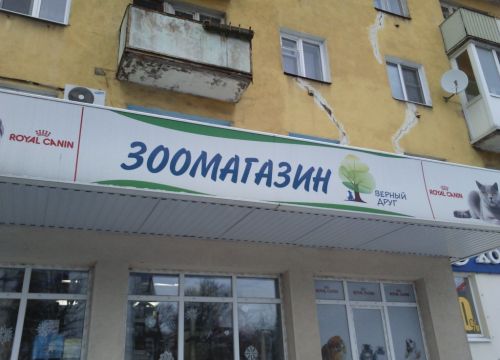 ROYAL CANIN
ЗООМАГАЗИН
ВЕРНЫЙ
ДРУГ
ROYAL CANIN